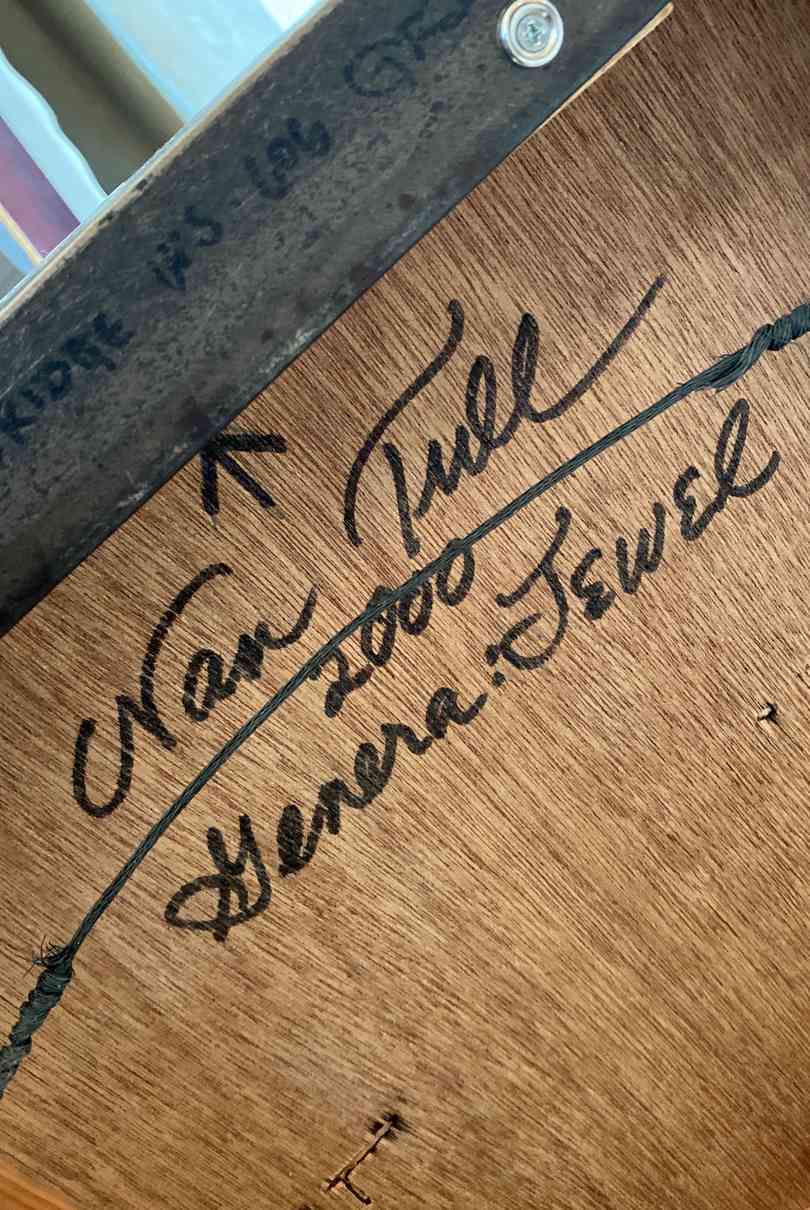 Nan Tull
2000
Genera: JEWEL